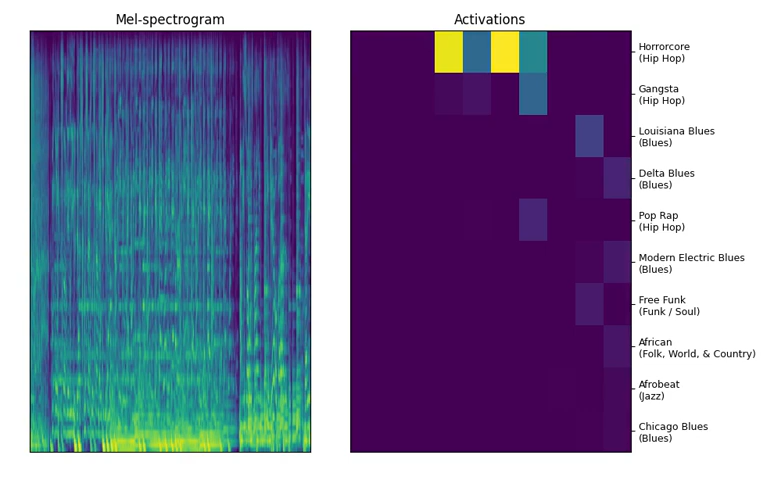 Mel-spectrogram
Activations
Horrorcore
(Hip Hop)
Gangsta
(Hip Hop)
Louisiana Blues
(Blues)
Delta Blues
(Blues)
Pop Rap
(Hip Hop)
Modern Electric Blues
(Blues)
Free Funk
(Funk / Soul)
African
(Folk, World, & Country)
Afrobeat
(Jazz)
Chicago Blues
(Blues)